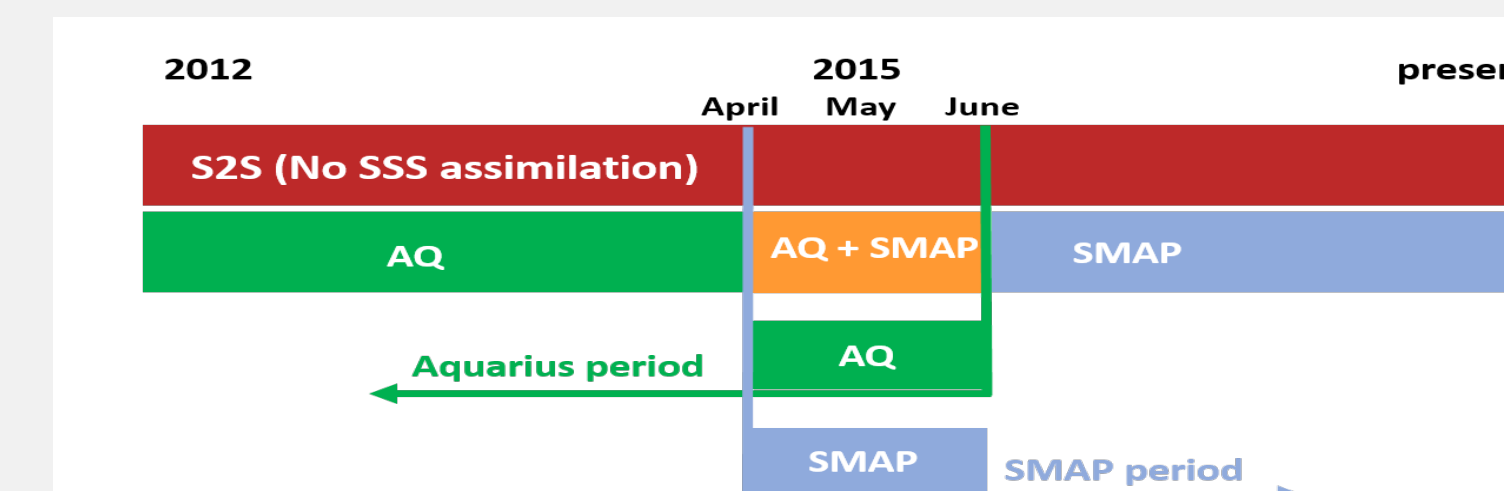 2012 2015
April May June
S2S (No SSS assimilation)
AQ AQ + SMAP SMAP
Aquarius period AQ
SMAP SMAP period